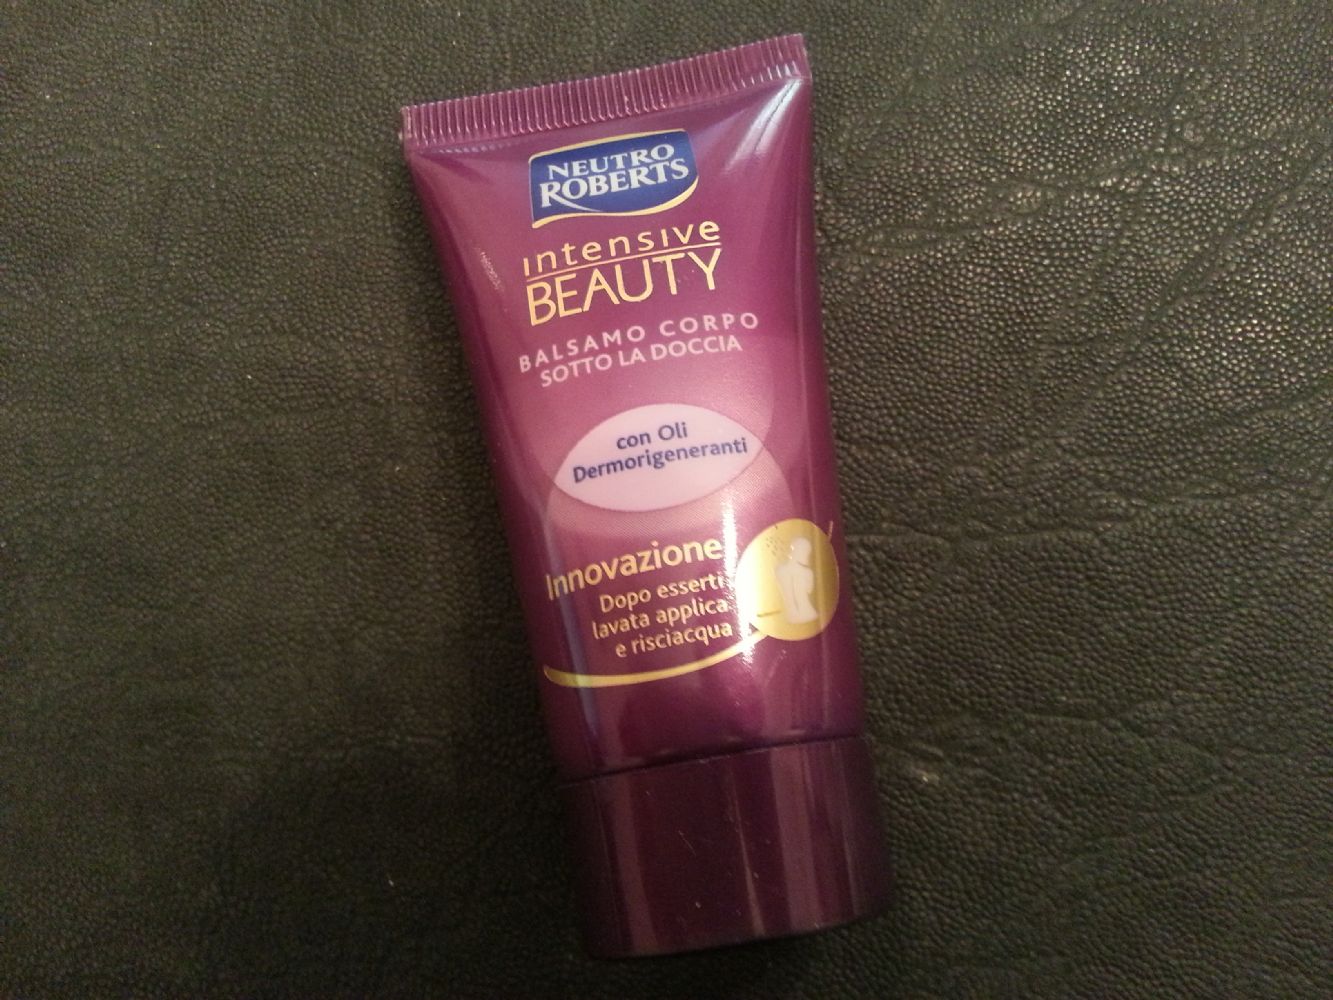 NEUTRO
ROBERTS
intensive
BEAUTY
BALSAMO CORPO
SOTTO LA DOCCIA
con Oli
Dermorigeneranti
Innovazione
Dopo esserti
lavata applica
e risciacqua